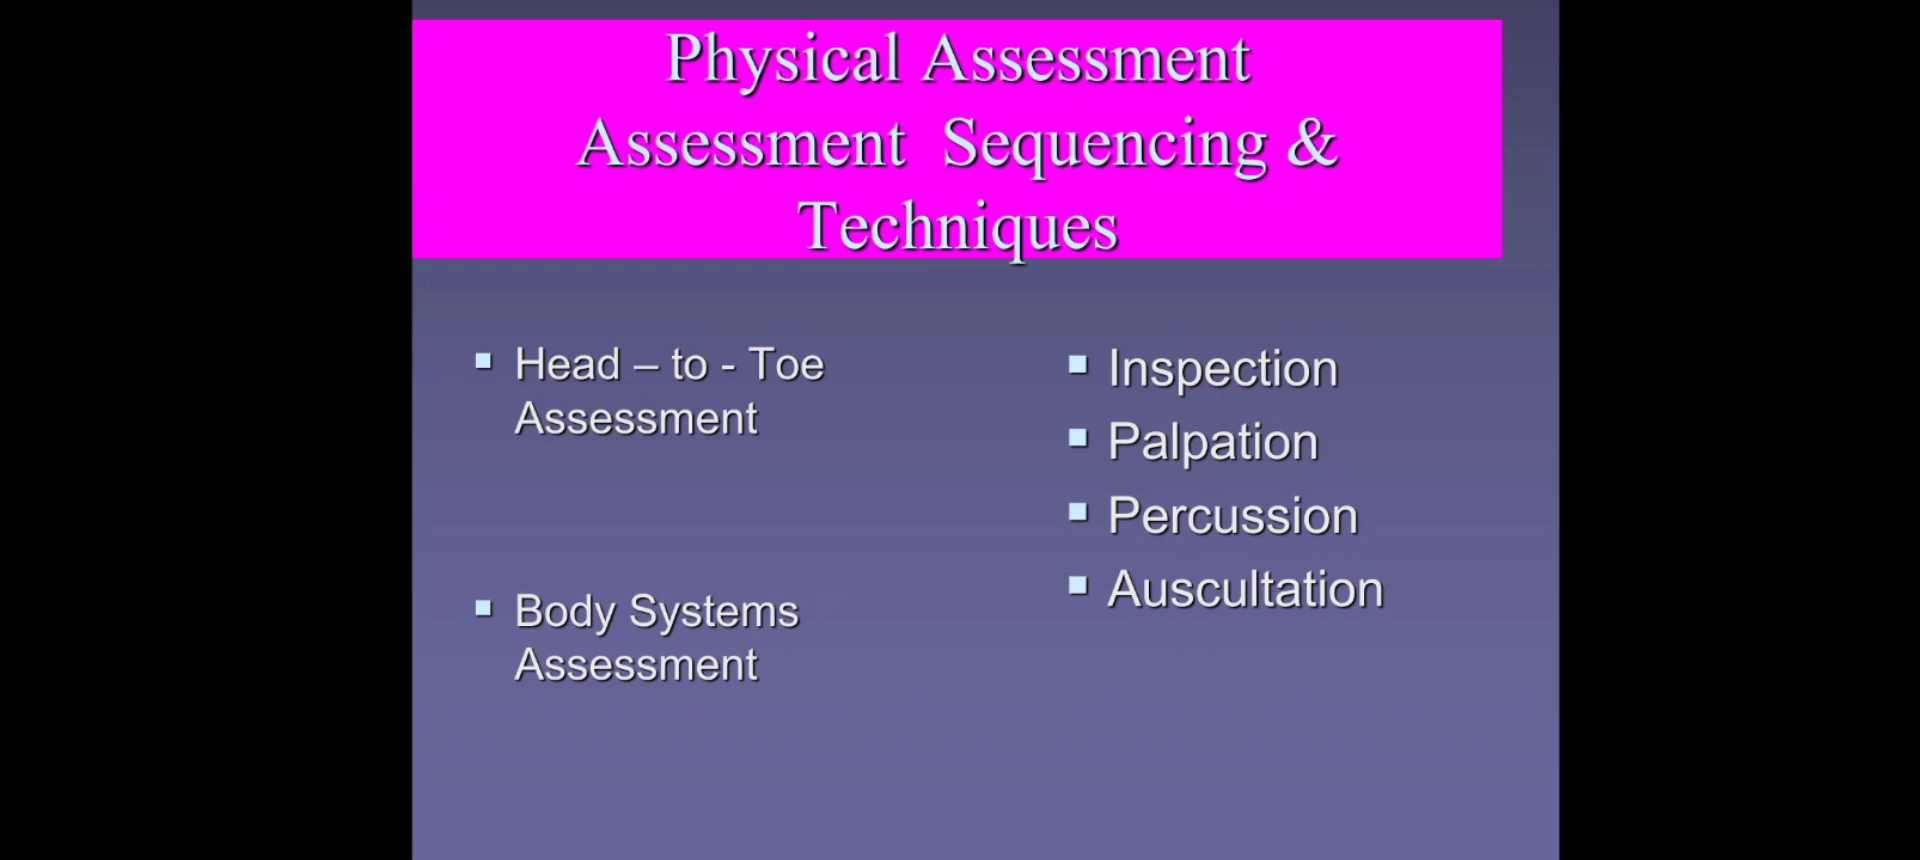 Physical Assessment
Assessment  Sequencing &
Techniques
Head – to - Toe
Assessment
Body Systems
Assessment
Inspection
Palpation
Percussion
Auscultation